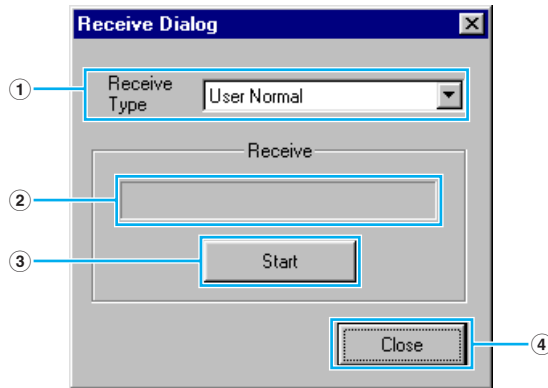 Receive Dialog
① Receive Type User Normal
Receive
②
③ Start
Close ④